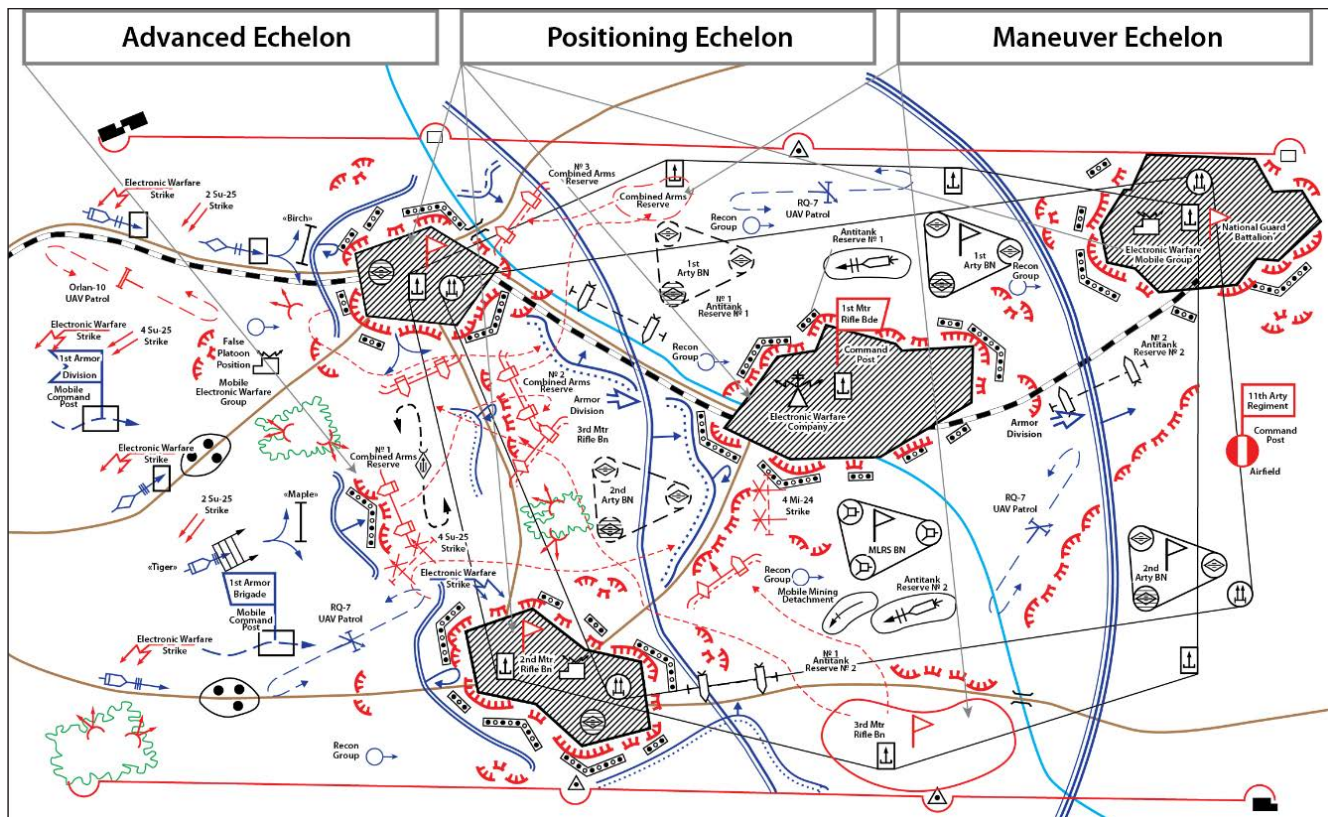 Advanced Echelon
Positioning Echelon
Maneuver Echelon
Electronic Warfare
Strike
2 Su-25
Strike
«Birch»
№ 3
Combined Arms
Reserve
Combined Arms
Reserve
RQ-7
UAV Patrol
Recon
Group
Antitank
Reserve № 1
1st
Arty BN
Recon
Group
National Guard
Battalion
Electronic Warfare
Mobile Group
Orlan-10
UAV Patrol
1st
Arty BN
№ 1
Antitank
Reserve № 1
Electronic Warfare
Strike
4 Su-25
Strike
1st Armor
Division
Mobile
Command
Post
False
Platoon
Position
Mobile
Electronic Warfare
Group
Recon
Group
1st Mtr
Rifle Bde
Command
Post
Electronic Warfare
Company
№ 2
Antitank
Reserve № 2
Armor
Division
11th Arty
Regiment
Command
Post
Airfield
№ 2
Combined Arms
Reserve
Armor
Division
3rd Mtr
Rifle Bn
Electronic Warfare
Strike
№ 1
Combined Arms
Reserve
2nd
Arty BN
4 Mi-24
Strike
RQ-7
UAV Patrol
2 Su-25
Strike
«Maple»
4 Su-25
Strike
MLRS BN
«Tiger»
1st Armor
Brigade
Mobile
Command
Post
RQ-7
UAV Patrol
Electronic Warfare
Strike
Recon
Group
Mobile Mining
Detachment
Antitank
Reserve № 2
2nd
Arty BN
Electronic Warfare
Strike
2nd Mtr
Rifle Bn
№ 1
Antitank
Reserve № 2
3rd Mtr
Rifle Bn
Recon
Group